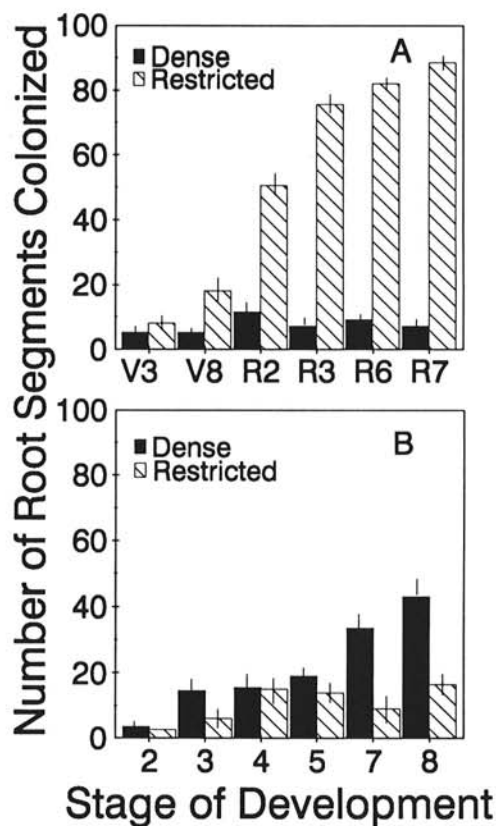 Number of Root Segments Colonized
100
80
60
40
20
0
Dense
Restricted
A
V3 V8 R2 R3 R6 R7
100
80
60
40
20
0
Dense
Restricted
B
2 3 4 5 7 8
Stage of Development